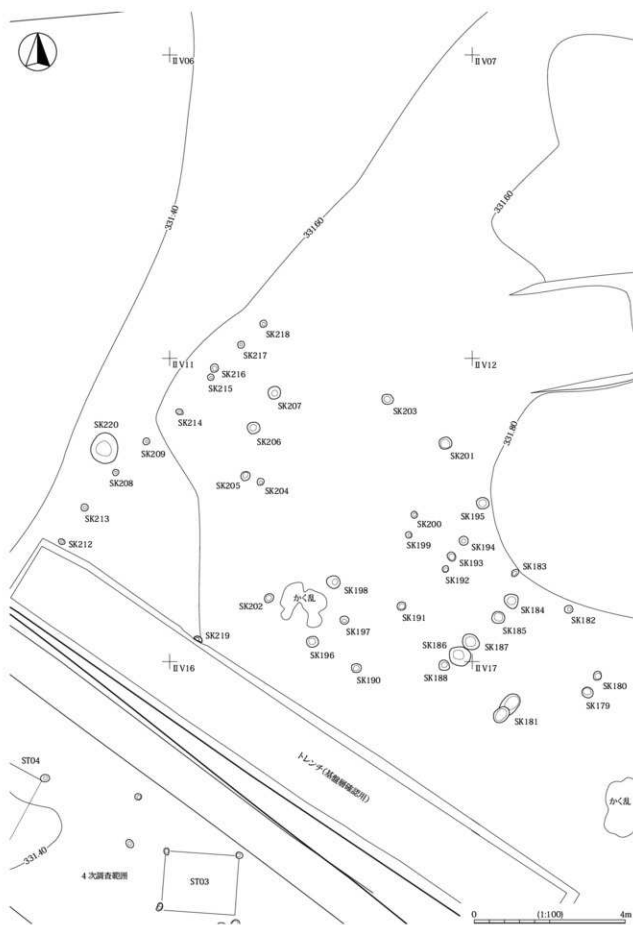 ⅡV06
ⅡV07
331.40
331.60
331.60
SK218
SK217
ⅡV11
ⅡV12
SK216
SK215
SK207
SK203
SK214
SK220
SK206
331.80
SK209
SK201
SK208
SK205
SK204
SK195
SK213
SK200
SK199
SK194
SK212
SK193
SK192
SK183
SK198
かく乱
SK202
SK184
SK191
SK182
SK197
SK185
SK219
SK196
SK186
SK187
ⅡV16
SK190
SK188
ⅡV17
SK180
SK179
SK181
トレンチ(基盤層確認用)
ST04
かく乱
331.40
4次調査範囲
ST03
0
(1:100)
4m